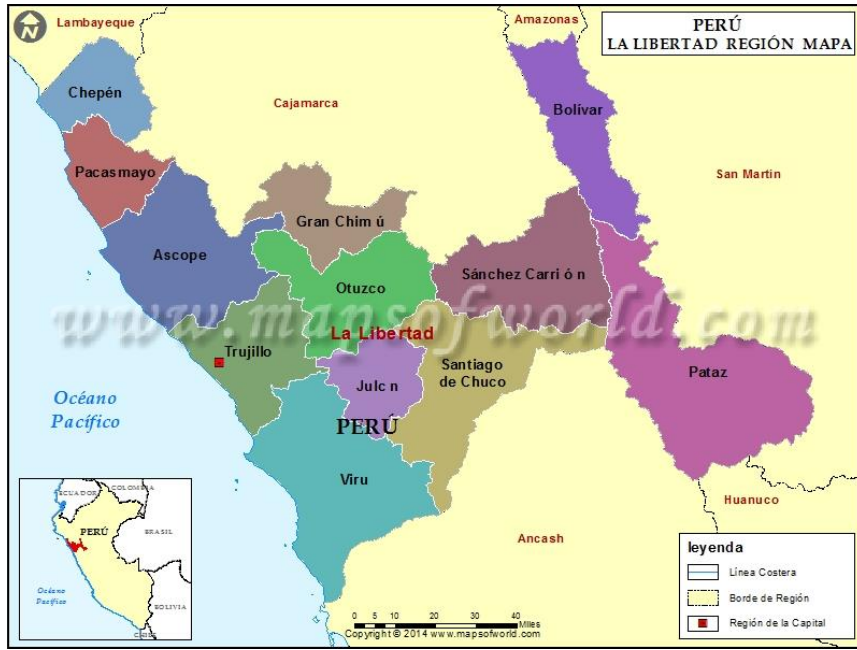 Lambayeque
Amazonas
PERÚ
LA LIBERTAD REGIÓN MAPA
Chepén
Cajamarca
Bolívar
Pacasmayo
San Martin
Gran Chim ú
Ascope
Otuzco
Sánchez Carri ó n
www.mapsofworld.com
La Libertad
Trujillo
Santiago
de Chuco
Julc n
Pataz
Océano
Pacífico
PERÚ
Viru
Huanuco
Ancash
ECUADOR
COLOMBIA
PERÚ
BRASIL
Océano
Pacífico
BOLIVIA
CHILE
leyenda
Línea Costera
Borde de Región
Región de la Capital
0 5 10 20 30 40
Miles
Copyright © 2014 www.mapsofworld.com